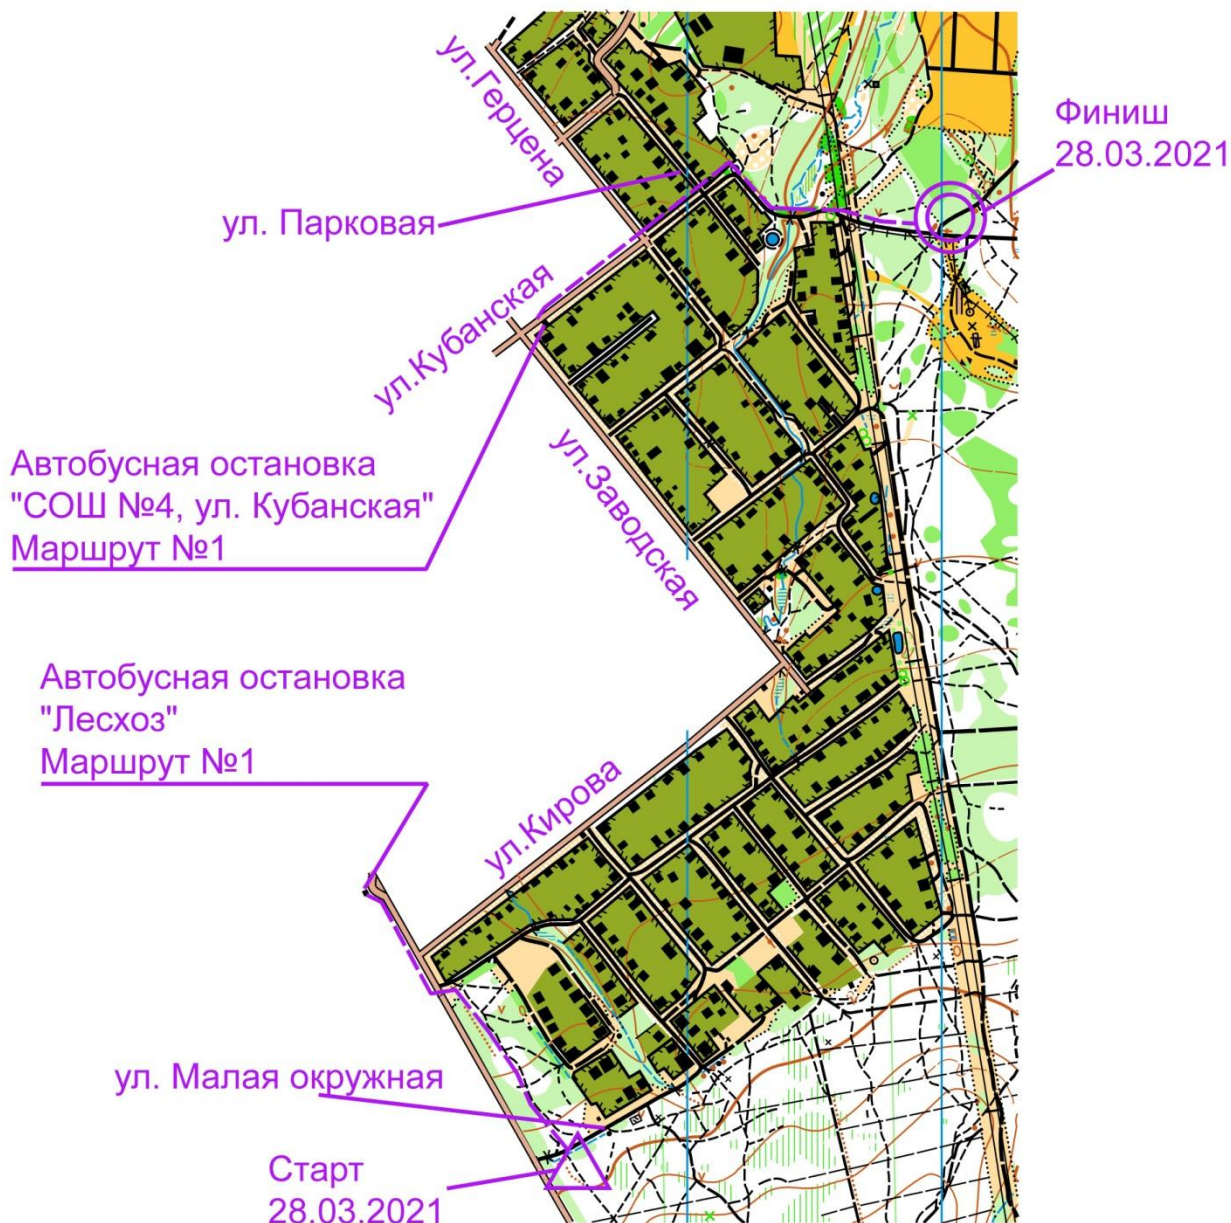 ул.Герцена
Финиш
28.03.2021
ул. Парковая
ул.Кубанская
Автобусная остановка
"СОШ №4, ул. Кубанская"
Маршрут №1
ул.Заводская
Автобусная остановка
"Лесхоз"
Маршрут №1
ул.Кирова
ул. Малая окружная
Старт
28.03.2021